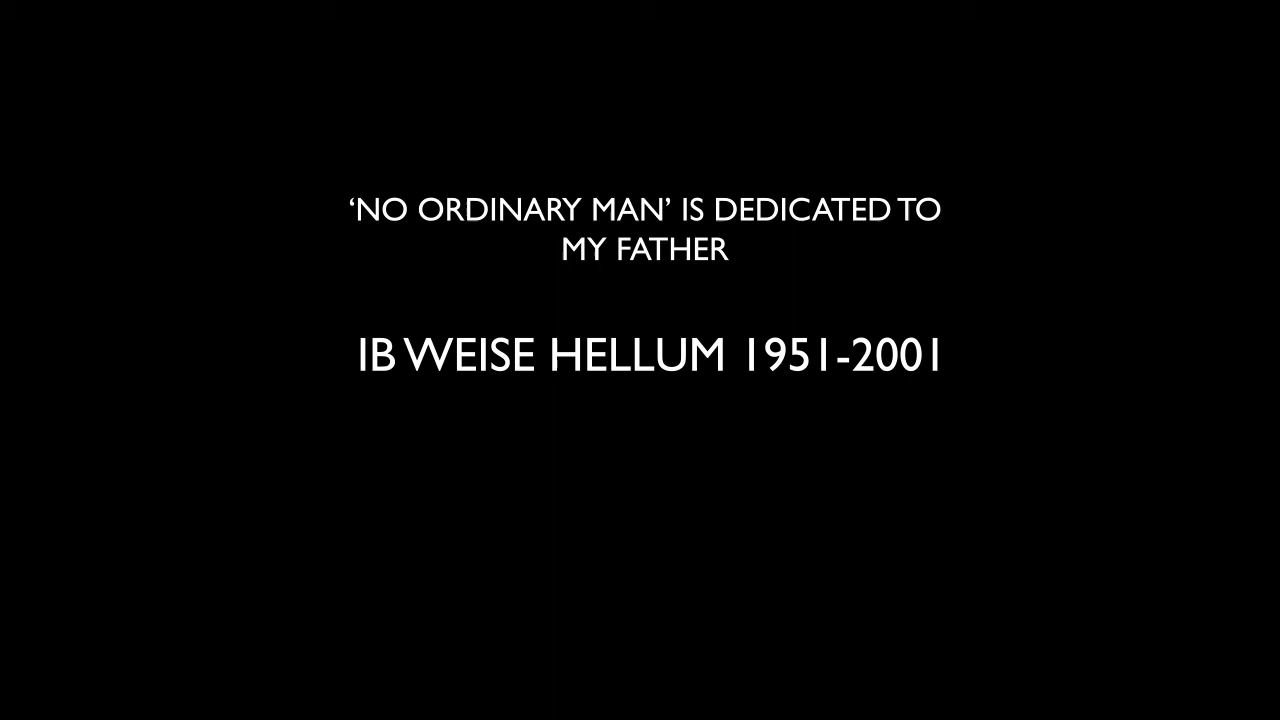 ‘NO ORDINARY MAN’ IS DEDICATED TO
MY FATHER
IB WEISE HELLUM 1951-2001